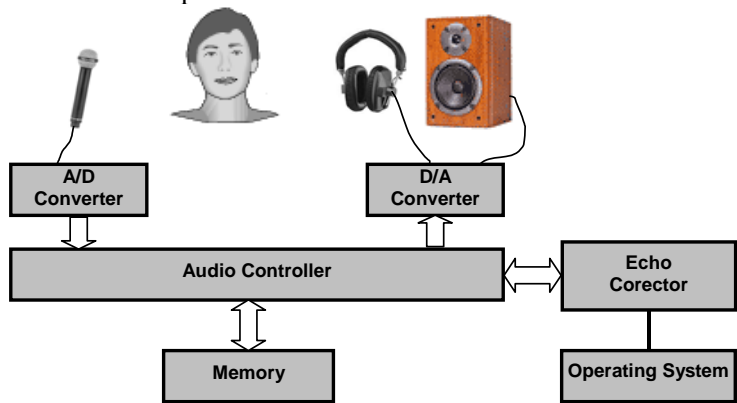 A/D
Converter
D/A
Converter
Audio Controller
Echo
Corector
Memory
Operating System